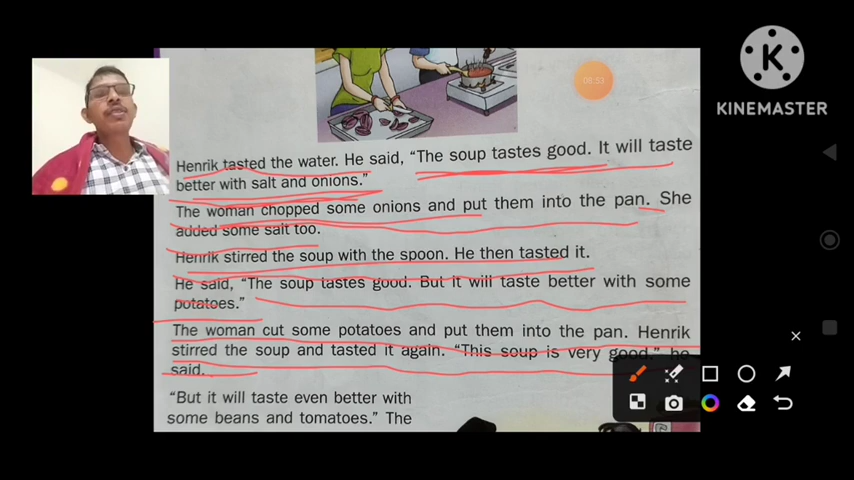 08:53
K
KINEMASTER
Henrik tasted the water. He said, "The soup tastes good. It will taste
better with salt and onions."
The woman chopped some onions and put them into the pan. She
added some salt too.
Henrik stirred the soup with the spoon. He then tasted it.
He said, "The soup tastes good. But it will taste better with some
potatoes."
The woman cut some potatoes and put them into the pan. Henrik
stirred the soup and tasted it again. "This soup is very good." he
said.
"But it will taste even better with
some beans and tomatoes." The